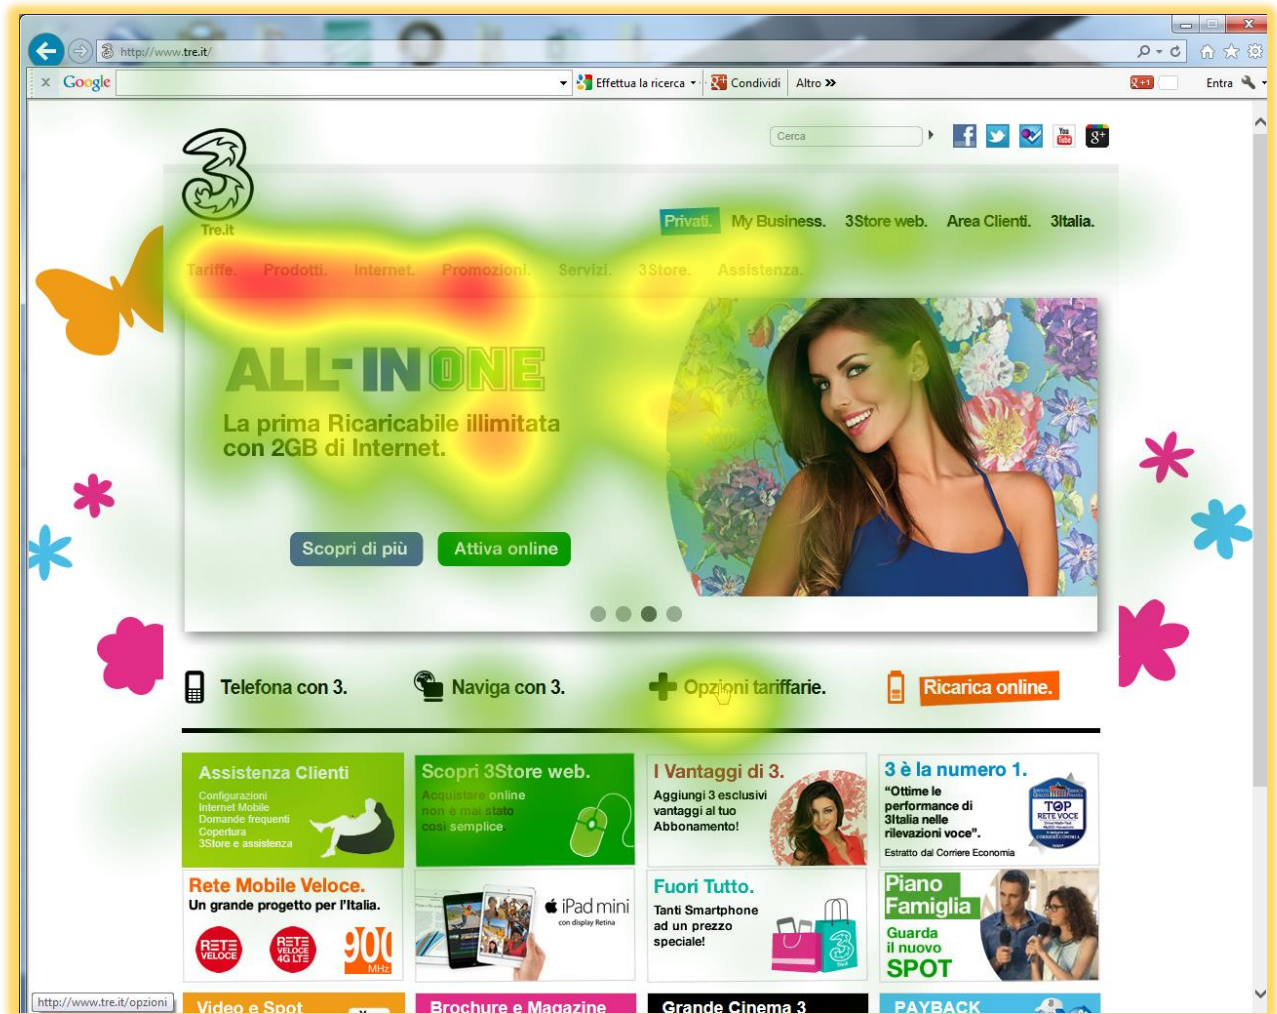 http://www.tre.it/
x Google
Effettua la ricerca
Condividi
Altro »
+1
Entra
Cerca
f
You
Tube
g+
3
Tre.it
Privati. My Business. 3Store web. Area Clienti. 3Italia.
Tariffe. Prodotti. Internet. Promozioni. Servizi. 3Store. Assistenza.
ALL-IN ONE
La prima Ricaricabile illimitata
con 2GB di Internet.
Scopri di più
Attiva online
Telefona con 3.
Naviga con 3.
Opzioni tariffarie.
Ricarica online.
Assistenza Clienti
Configurazioni
Internet Mobile
Domande frequenti
Copertura
3Store e assistenza
Scopri 3Store web.
Acquistare online
non è mai stato
così semplice.
I Vantaggi di 3.
Aggiungi 3 esclusivi
vantaggi al tuo
Abbonamento!
3 è la numero 1.
“Ottime le
performance di
3Italia nelle
rilevazioni voce”.
Estratto dal Corriere Economia
TOP
RETE VOCE
Rete Mobile Veloce.
Un grande progetto per l'Italia.
RETE
VELOCE
RETE
VELOCE
4G LTE
900
MHz
iPad mini
con display Retina
Fuori Tutto.
Tanti Smartphone
ad un prezzo
speciale!
3
Tre.it
Piano
Famiglia
Guarda
il nuovo
SPOT
http://www.tre.it/opzioni
Video e Spot
Brochure e Magazine
Grande Cinema 3
PAYBACK